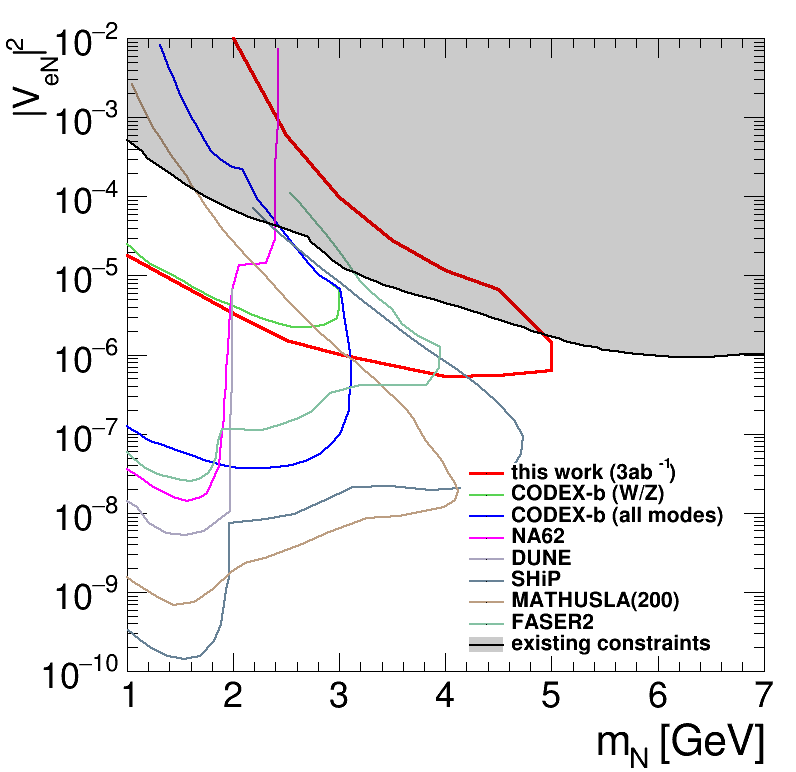 |V_eN|^2
10^−2
10^−3
10^−4
10^−5
10^−6
10^−7
10^−8
10^−9
10^−10
this work (3ab^-1)
CODEX-b (W/Z)
CODEX-b (all modes)
NA62
DUNE
SHiP
MATHUSLA(200)
FASER2
existing constraints
1 2 3 4 5 6 7
m_N [GeV]